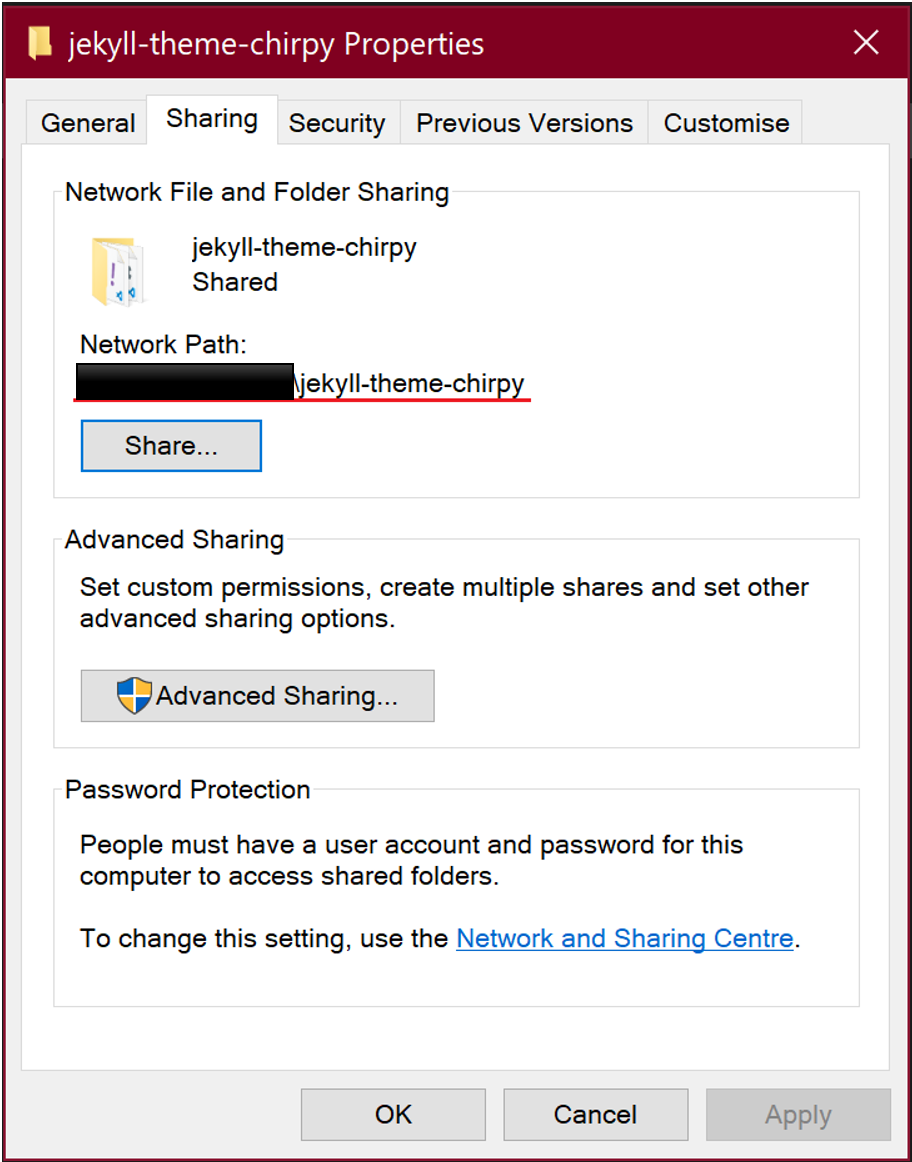 jekyll-theme-chirpy Properties
General Sharing Security Previous Versions Customise
Network File and Folder Sharing
jekyll-theme-chirpy
Shared
Network Path:
\jekyll-theme-chirpy
Share...
Advanced Sharing
Set custom permissions, create multiple shares and set other
advanced sharing options.
Advanced Sharing...
Password Protection
People must have a user account and password for this
computer to access shared folders.
To change this setting, use the Network and Sharing Centre.
OK Cancel Apply